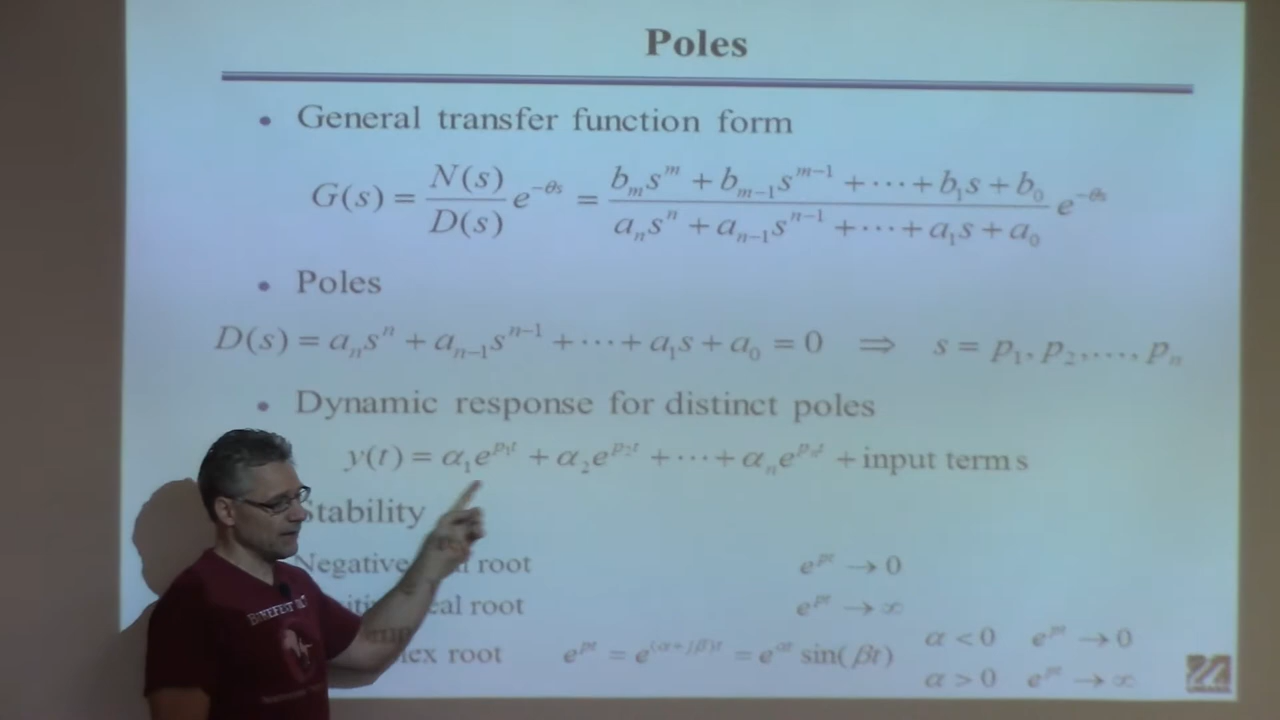 Poles
• General transfer function form
G(s) = N(s)/D(s) e^{-θs} = (b_m s^m + b_{m-1} s^{m-1} + ⋯ + b_1 s + b_0)/(a_n s^n + a_{n-1} s^{n-1} + ⋯ + a_1 s + a_0) e^{-θs}
• Poles
D(s) = a_n s^n + a_{n-1} s^{n-1} + ⋯ + a_1 s + a_0 = 0 ⟹ s = p_1, p_2, …, p_n
• Dynamic response for distinct poles
y(t) = α_1 e^{p_1 t} + α_2 e^{p_2 t} + ⋯ + α_n e^{p_n t} + input terms
Stability
Negative root e^{pt} → 0
root e^{pt} → ∞
root e^{pt} = e^{(α+jβ)t} = e^{αt} sin(βt) α < 0 e^{pt} → 0
α > 0 e^{pt} → ∞